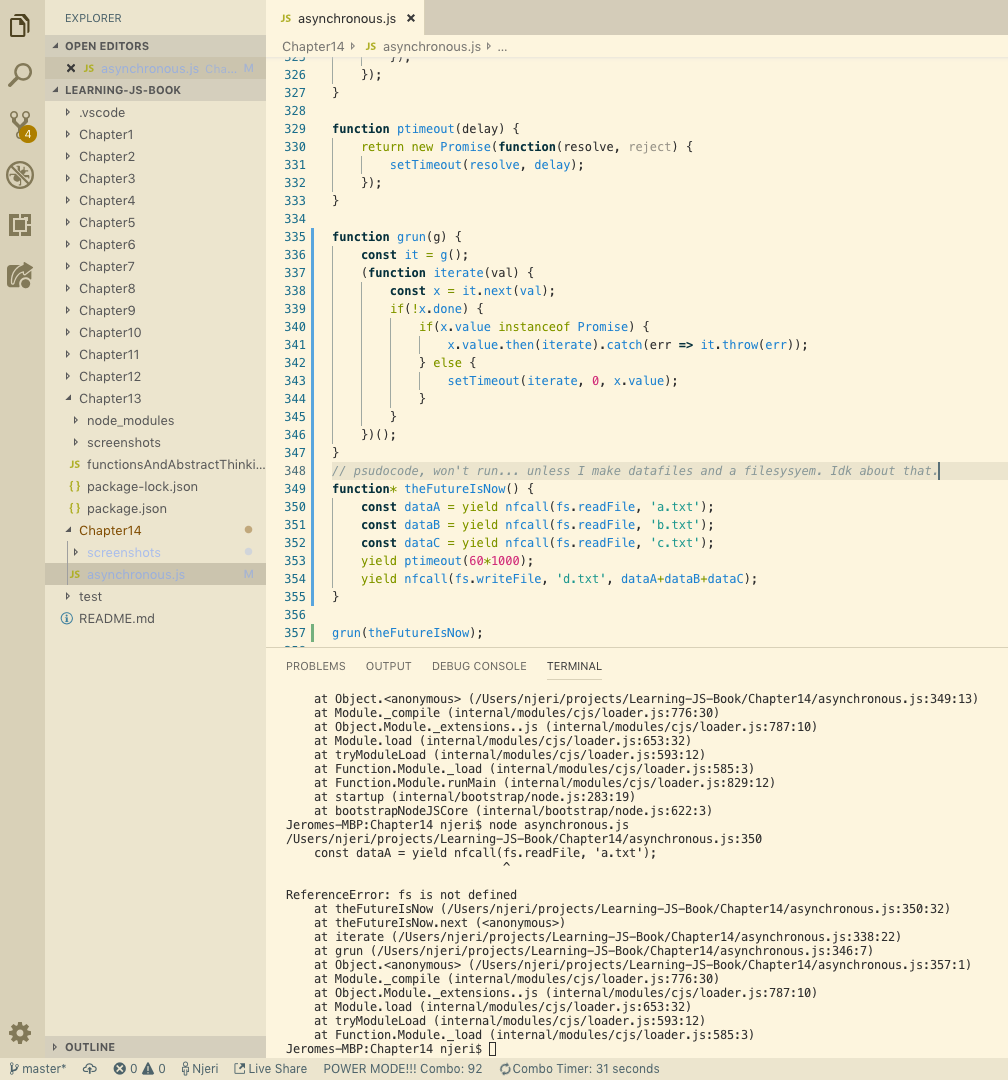 EXPLORER
OPEN EDITORS
JS asynchronous.js Cha... M
LEARNING-JS-BOOK
.vscode
Chapter1
Chapter2
Chapter3
Chapter4
Chapter5
Chapter6
Chapter7
Chapter8
Chapter9
Chapter10
Chapter11
Chapter12
Chapter13
node_modules
screenshots
JS functionsAndAbstractThinki...
{} package-lock.json
{} package.json
Chapter14
screenshots
JS asynchronous.js M
test
README.md
OUTLINE
4
JS asynchronous.js ×
Chapter14 JS asynchronous.js ...
325 });
326 });
327 }
328
329 function ptimeout(delay) {
330 return new Promise(function(resolve, reject) {
331 setTimeout(resolve, delay);
332 });
333 }
334
335 function grun(g) {
336 const it = g();
337 (function iterate(val) {
338 const x = it.next(val);
339 if(!x.done) {
340 if(x.value instanceof Promise) {
341 x.value.then(iterate).catch(err => it.throw(err));
342 } else {
343 setTimeout(iterate, 0, x.value);
344 }
345 }
346 })();
347 }
348 // psudocode, won't run... unless I make datafiles and a filesysyem. Idk about that.
349 function* theFutureIsNow() {
350 const dataA = yield nfcall(fs.readFile, 'a.txt');
351 const dataB = yield nfcall(fs.readFile, 'b.txt');
352 const dataC = yield nfcall(fs.readFile, 'c.txt');
353 yield ptimeout(60*1000);
354 yield nfcall(fs.writeFile, 'd.txt', dataA+dataB+dataC);
355 }
356
357 grun(theFutureIsNow);
PROBLEMS OUTPUT DEBUG CONSOLE TERMINAL
at Object.<anonymous> (/Users/njeri/projects/Learning-JS-Book/Chapter14/asynchronous.js:349:13)
at Module._compile (internal/modules/cjs/loader.js:776:30)
at Object.Module._extensions..js (internal/modules/cjs/loader.js:787:10)
at Module.load (internal/modules/cjs/loader.js:653:32)
at tryModuleLoad (internal/modules/cjs/loader.js:593:12)
at Function.Module._load (internal/modules/cjs/loader.js:585:3)
at Function.Module.runMain (internal/modules/cjs/loader.js:829:12)
at startup (internal/bootstrap/node.js:283:19)
at bootstrapNodeJSCore (internal/bootstrap/node.js:622:3)
Jeromes-MBP:Chapter14 njeri$ node asynchronous.js
/Users/njeri/projects/Learning-JS-Book/Chapter14/asynchronous.js:350
const dataA = yield nfcall(fs.readFile, 'a.txt');
^
ReferenceError: fs is not defined
at theFutureIsNow (/Users/njeri/projects/Learning-JS-Book/Chapter14/asynchronous.js:350:32)
at theFutureIsNow.next (<anonymous>)
at iterate (/Users/njeri/projects/Learning-JS-Book/Chapter14/asynchronous.js:338:22)
at grun (/Users/njeri/projects/Learning-JS-Book/Chapter14/asynchronous.js:346:7)
at Object.<anonymous> (/Users/njeri/projects/Learning-JS-Book/Chapter14/asynchronous.js:357:1)
at Module._compile (internal/modules/cjs/loader.js:776:30)
at Object.Module._extensions..js (internal/modules/cjs/loader.js:787:10)
at Module.load (internal/modules/cjs/loader.js:653:32)
at tryModuleLoad (internal/modules/cjs/loader.js:593:12)
at Function.Module._load (internal/modules/cjs/loader.js:585:3)
Jeromes-MBP:Chapter14 njeri$
master* 0 0 Njeri Live Share POWER MODE!!! Combo: 92 Combo Timer: 31 seconds